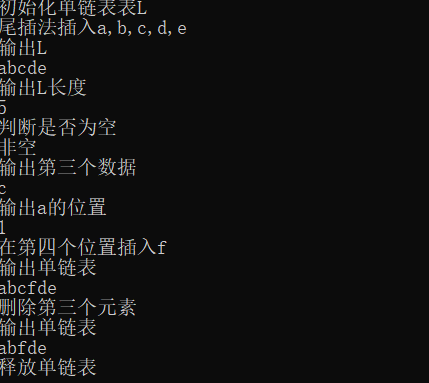 初始化单链表表L
尾插法插入a,b,c,d,e
输出L
abcde
输出L长度
5
判断是否为空
非空
输出第三个数据
c
输出a的位置
1
在第四个位置插入f
输出单链表
abcfde
删除第三个元素
输出单链表
abfde
释放单链表